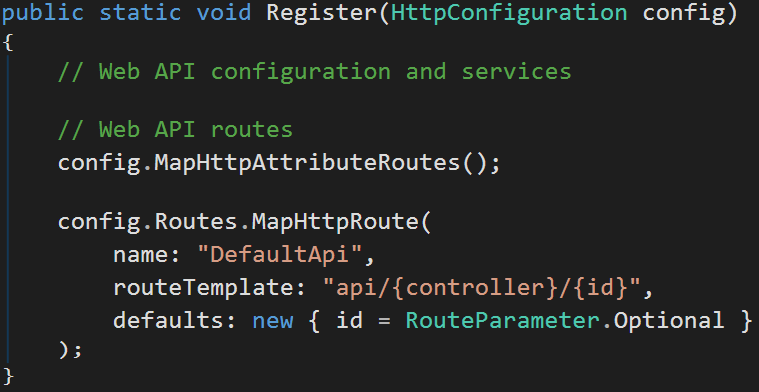 public static void Register(HttpConfiguration config)
{
// Web API configuration and services
// Web API routes
config.MapHttpAttributeRoutes();
config.Routes.MapHttpRoute(
name: "DefaultApi",
routeTemplate: "api/{controller}/{id}",
defaults: new { id = RouteParameter.Optional }
);
}